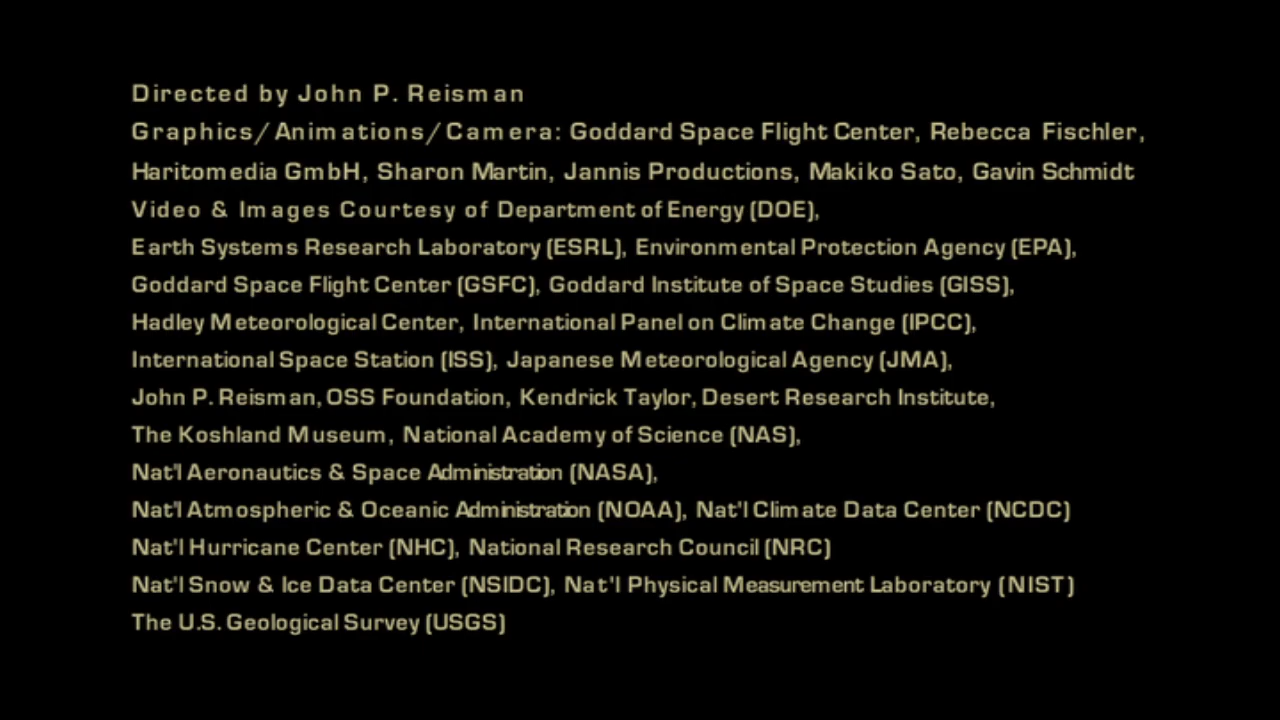 Directed by John P. Reisman
Graphics/Animations/Camera: Goddard Space Flight Center, Rebecca Fischler,
Haritomedia GmbH, Sharon Martin, Jannis Productions, Makiko Sato, Gavin Schmidt
Video & Images Courtesy of Department of Energy (DOE),
Earth Systems Research Laboratory (ESRL), Environmental Protection Agency (EPA),
Goddard Space Flight Center (GSFC), Goddard Institute of Space Studies (GISS),
Hadley Meteorological Center, International Panel on Climate Change (IPCC),
International Space Station (ISS), Japanese Meteorological Agency (JMA),
John P. Reisman, OSS Foundation, Kendrick Taylor, Desert Research Institute,
The Koshland Museum, National Academy of Science (NAS),
Nat'l Aeronautics & Space Administration (NASA),
Nat'l Atmospheric & Oceanic Administration (NOAA), Nat'l Climate Data Center (NCDC)
Nat'l Hurricane Center (NHC), National Research Council (NRC)
Nat'l Snow & Ice Data Center (NSIDC), Nat'l Physical Measurement Laboratory (NIST)
The U.S. Geological Survey (USGS)